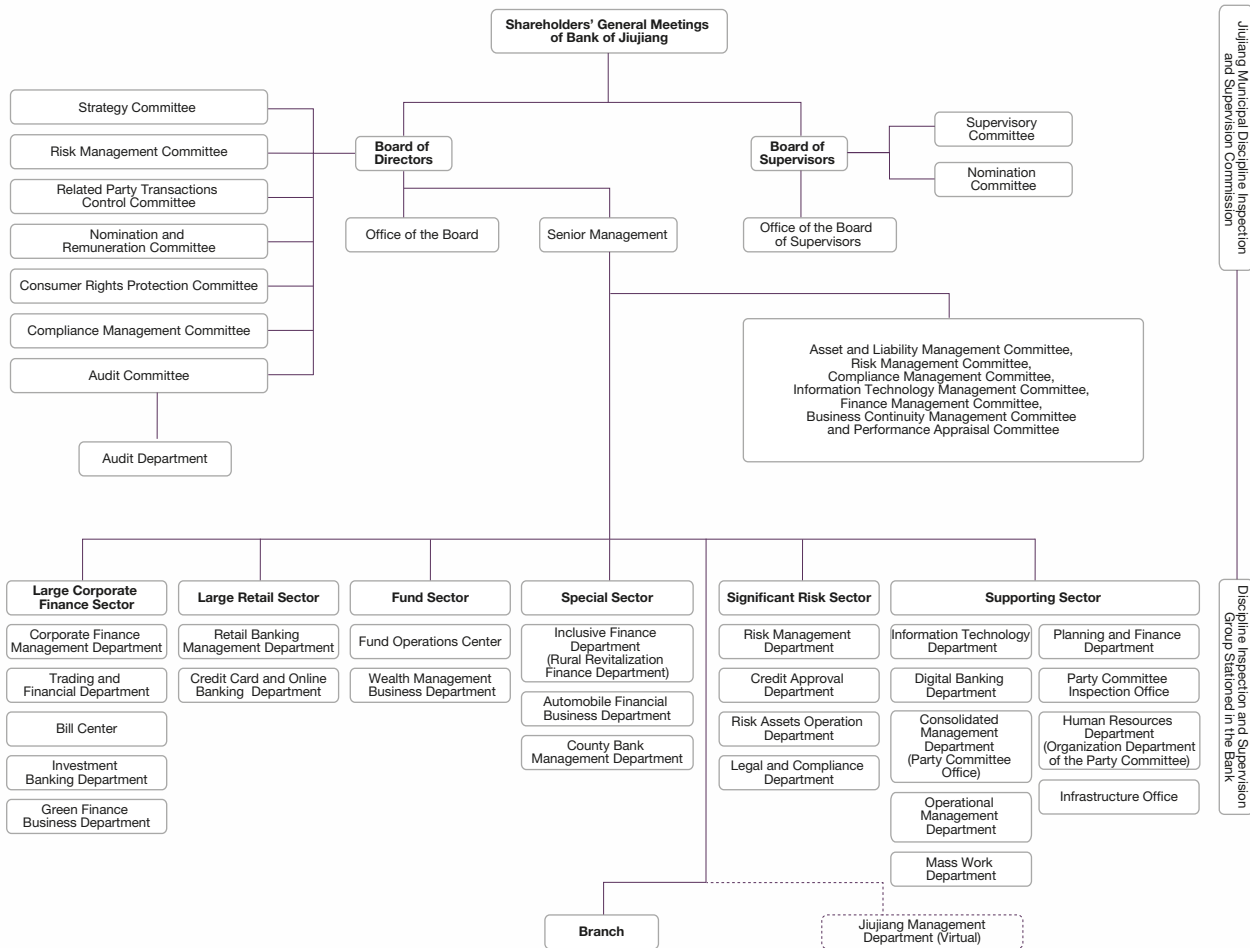 Shareholders' General Meetings
of Bank of Jiujiang
Jiujiang Municipal Discipline Inspection
and Supervision Commission
Strategy Committee
Risk Management Committee
Related Party Transactions
Control Committee
Nomination and
Remuneration Committee
Consumer Rights Protection Committee
Compliance Management Committee
Audit Committee
Audit Department
Board of
Directors
Office of the Board
Senior Management
Board of
Supervisors
Supervisory
Committee
Nomination
Committee
Office of the Board
of Supervisors
Asset and Liability Management Committee,
Risk Management Committee,
Compliance Management Committee,
Information Technology Management Committee,
Finance Management Committee,
Business Continuity Management Committee
and Performance Appraisal Committee
Large Corporate
Finance Sector
Corporate Finance
Management Department
Trading and
Financial Department
Bill Center
Investment
Banking Department
Green Finance
Business Department
Large Retail Sector
Retail Banking
Management Department
Credit Card and Online
Banking Department
Fund Sector
Fund Operations Center
Wealth Management
Business Department
Special Sector
Inclusive Finance
Department
(Rural Revitalization
Finance Department)
Automobile Financial
Business Department
County Bank
Management Department
Significant Risk Sector
Risk Management
Department
Credit Approval
Department
Risk Assets Operation
Department
Legal and Compliance
Department
Supporting Sector
Information Technology
Department
Digital Banking
Department
Consolidated
Management
Department
(Party Committee
Office)
Operational
Management
Department
Mass Work
Department
Planning and Finance
Department
Party Committee
Inspection Office
Human Resources
Department
(Organization Department
of the Party Committee)
Infrastructure Office
Discipline Inspection and Supervision
Group Stationed in the Bank
Branch
Jiujiang Management
Department (Virtual)